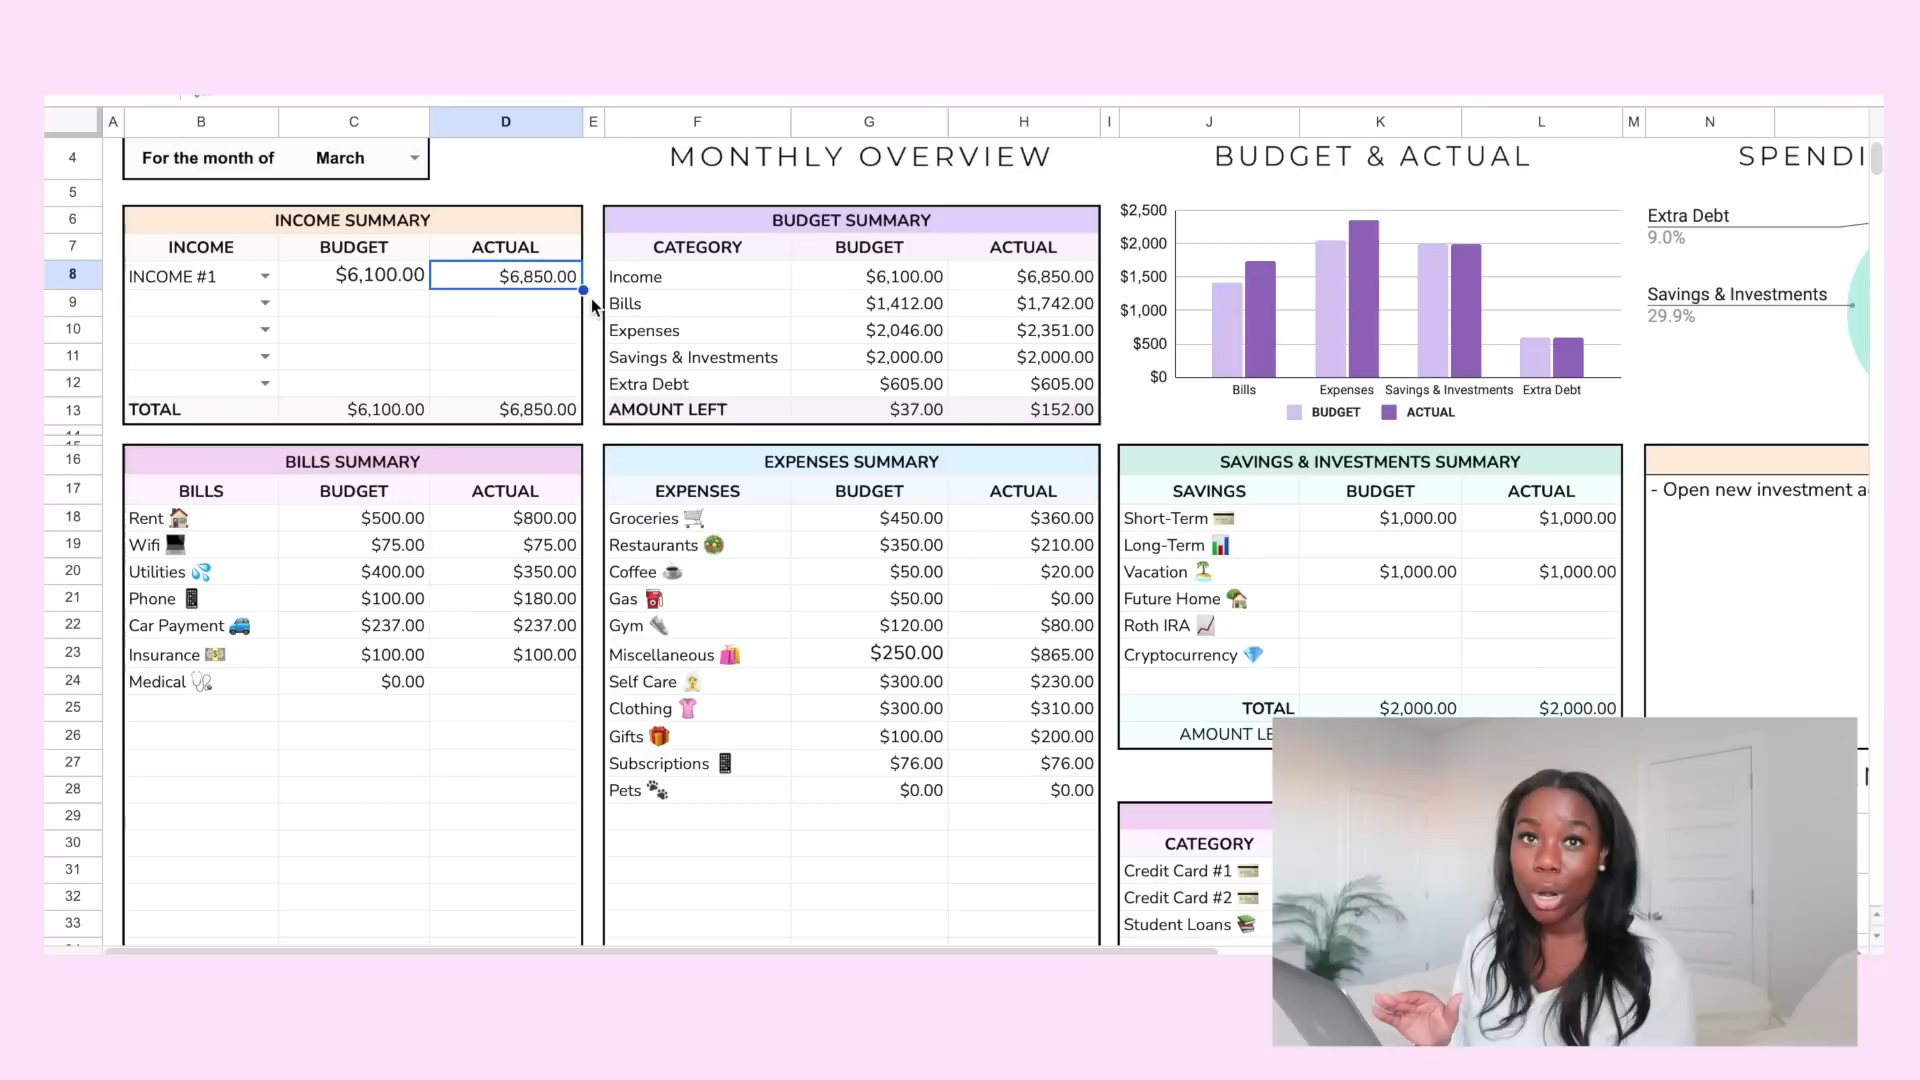 A B C D E F G H I J K L M N
4 For the month of March MONTHLY OVERVIEW BUDGET & ACTUAL SPENDI
5
6 INCOME SUMMARY BUDGET SUMMARY
7 INCOME BUDGET ACTUAL CATEGORY BUDGET ACTUAL
8 INCOME #1 $6,100.00 $6,850.00 Income $6,100.00 $6,850.00
9 Bills $1,412.00 $1,742.00
10 Expenses $2,046.00 $2,351.00
11 Savings & Investments $2,000.00 $2,000.00
12 Extra Debt $605.00 $605.00
13 TOTAL $6,100.00 $6,850.00 AMOUNT LEFT $37.00 $152.00
$2,500
$2,000
$1,500
$1,000
$500
$0
Bills Expenses Savings & Investments Extra Debt
BUDGET ACTUAL
Extra Debt
9.0%
Savings & Investments
29.9%
16 BILLS SUMMARY EXPENSES SUMMARY SAVINGS & INVESTMENTS SUMMARY
17 BILLS BUDGET ACTUAL EXPENSES BUDGET ACTUAL SAVINGS BUDGET ACTUAL - Open new investment a
18 Rent $500.00 $800.00 Groceries $450.00 $360.00 Short-Term $1,000.00 $1,000.00
19 Wifi $75.00 $75.00 Restaurants $350.00 $210.00 Long-Term
20 Utilities $400.00 $350.00 Coffee $50.00 $20.00 Vacation $1,000.00 $1,000.00
21 Phone $100.00 $180.00 Gas $50.00 $0.00 Future Home
22 Car Payment $237.00 $237.00 Gym $120.00 $80.00 Roth IRA
23 Insurance $100.00 $100.00 Miscellaneous $250.00 $865.00 Cryptocurrency
24 Medical $0.00 Self Care $300.00 $230.00
25 Clothing $300.00 $310.00 TOTAL $2,000.00 $2,000.00
26 Gifts $100.00 $200.00 AMOUNT LE
27 Subscriptions $76.00 $76.00
28 Pets $0.00 $0.00
29
30 CATEGORY
31 Credit Card #1
32 Credit Card #2
33 Student Loans